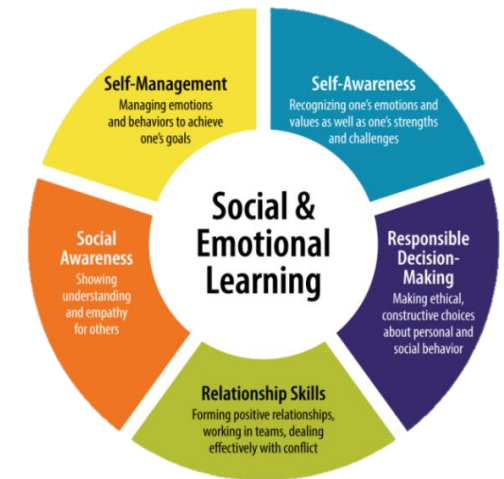 Social &
Emotional
Learning
Self-Management
Managing emotions
and behaviors to achieve
one's goals
Self-Awareness
Recognizing one's emotions and
values as well as one's strengths
and challenges
Social
Awareness
Showing
understanding
and empathy
for others
Responsible
Decision-
Making
Making ethical,
constructive choices
about personal and
social behavior
Relationship Skills
Forming positive relationships,
working in teams, dealing
effectively with conflict